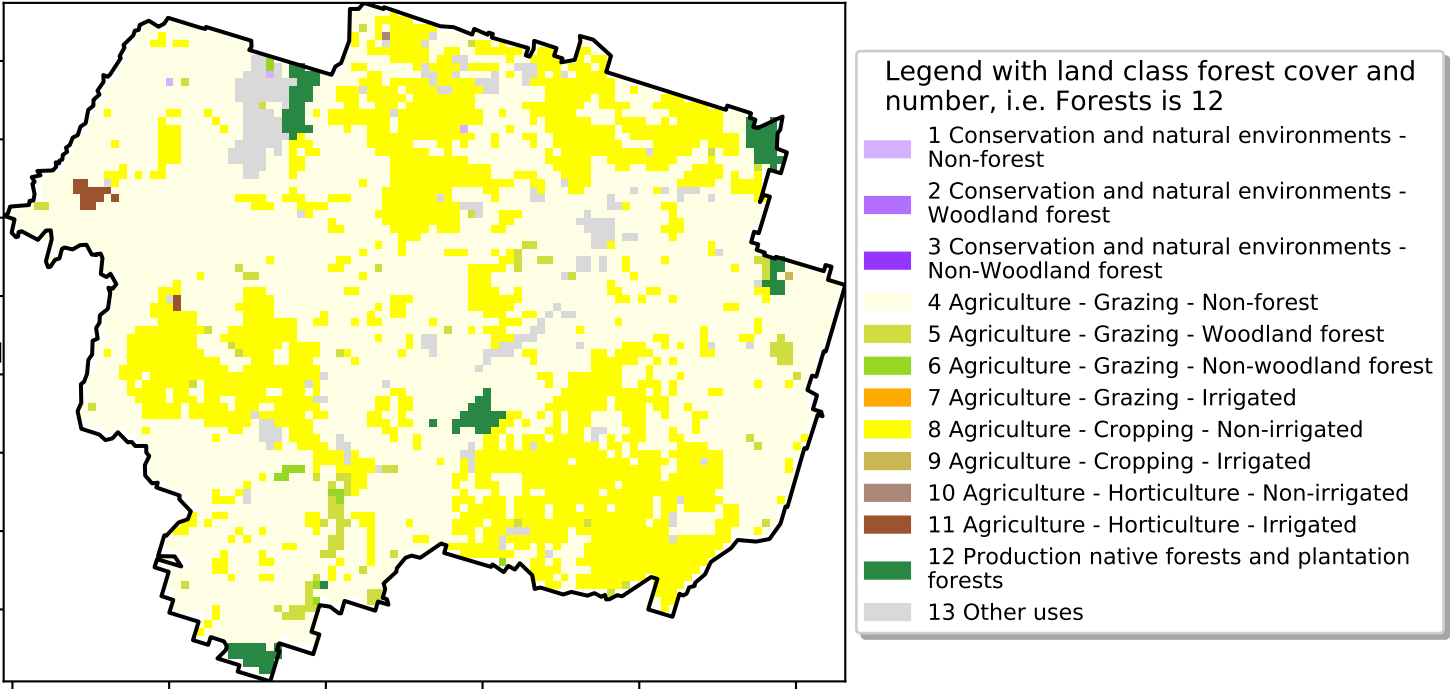 Legend with land class forest cover and
number, i.e. Forests is 12
1 Conservation and natural environments -
Non-forest
2 Conservation and natural environments -
Woodland forest
3 Conservation and natural environments -
Non-Woodland forest
4 Agriculture - Grazing - Non-forest
5 Agriculture - Grazing - Woodland forest
6 Agriculture - Grazing - Non-woodland forest
7 Agriculture - Grazing - Irrigated
8 Agriculture - Cropping - Non-irrigated
9 Agriculture - Cropping - Irrigated
10 Agriculture - Horticulture - Non-irrigated
11 Agriculture - Horticulture - Irrigated
12 Production native forests and plantation
forests
13 Other uses